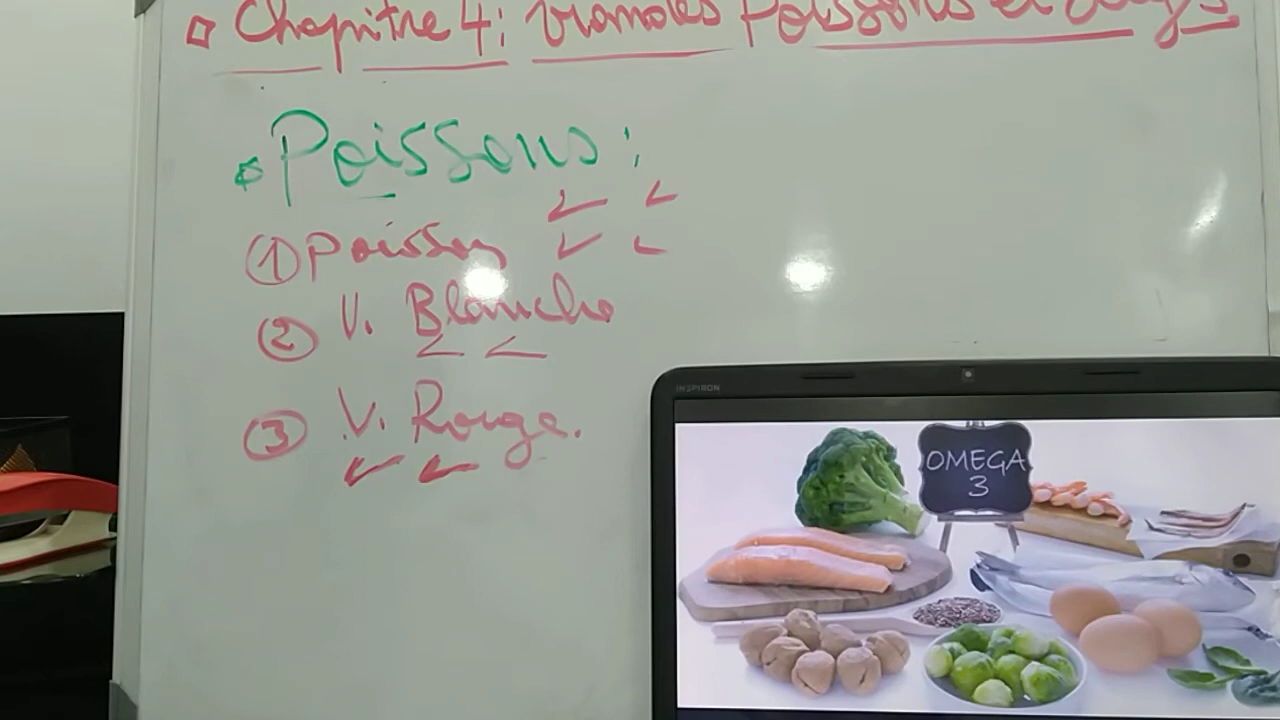 Chapitre 4: viandes Poissons et oeufs
Poissons:
① Poisson
② V. Blanche
③ V. Rouge.
INSPIRON
OMEGA
3